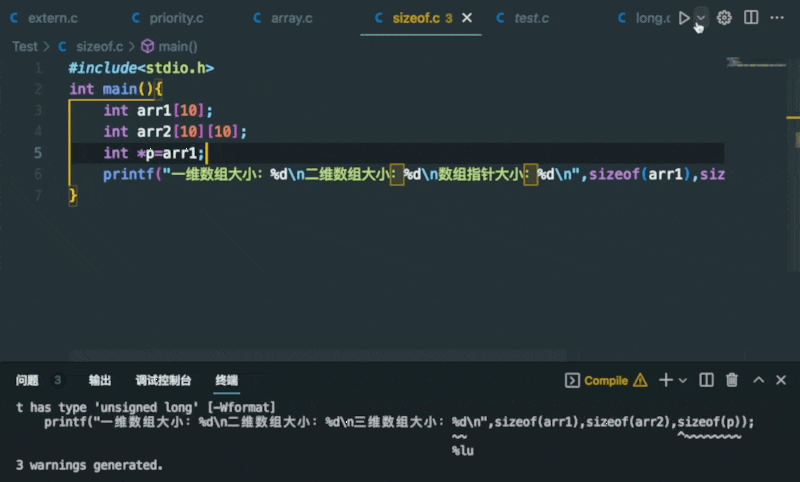 extern.c priority.c array.c sizeof.c 3 test.c long.c
Test > sizeof.c > main()
1 #include<stdio.h>
2 int main(){
3 int arr1[10];
4 int arr2[10][10];
5 int *p=arr1;
6 printf("一维数组大小：%d\n二维数组大小：%d\n数组指针大小：%d\n",sizeof(arr1),siz
7 }
问题 3 输出 调试控制台 终端 Compile
t has type 'unsigned long' [-Wformat]
printf("一维数组大小：%d\n二维数组大小：%d\n三维数组大小：%d\n",sizeof(arr1),sizeof(arr2),sizeof(p));
~~ ^~~~~~~~~
%lu
3 warnings generated.